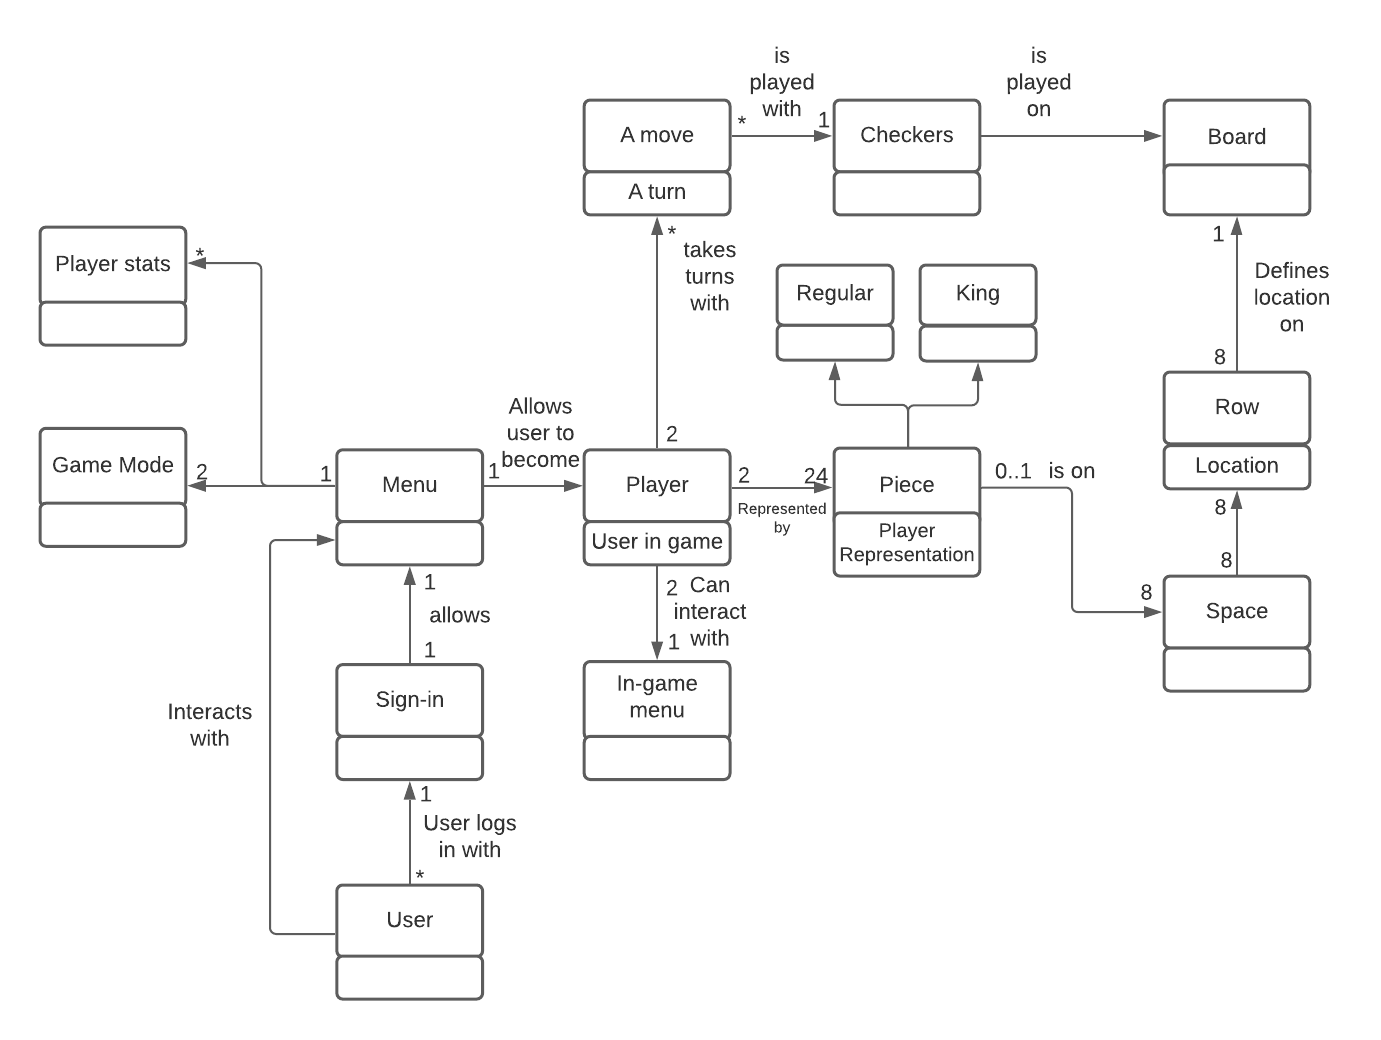 is
played
with
is
played
on
A move
*
1
Checkers
Board
A turn
*
takes
turns
with
1
Defines
location
on
Player stats
*
Regular
King
8
Row
Location
Allows
user to
become
2
Game Mode
2
1
Menu
1
Player
2
24
Represented
by
Piece
0..1 is on
User in game
Player
Representation
8
8
8
Space
1
allows
1
2
Can
interact
with
1
Sign-in
In-game
menu
Interacts
with
1
User logs
in with
*
User